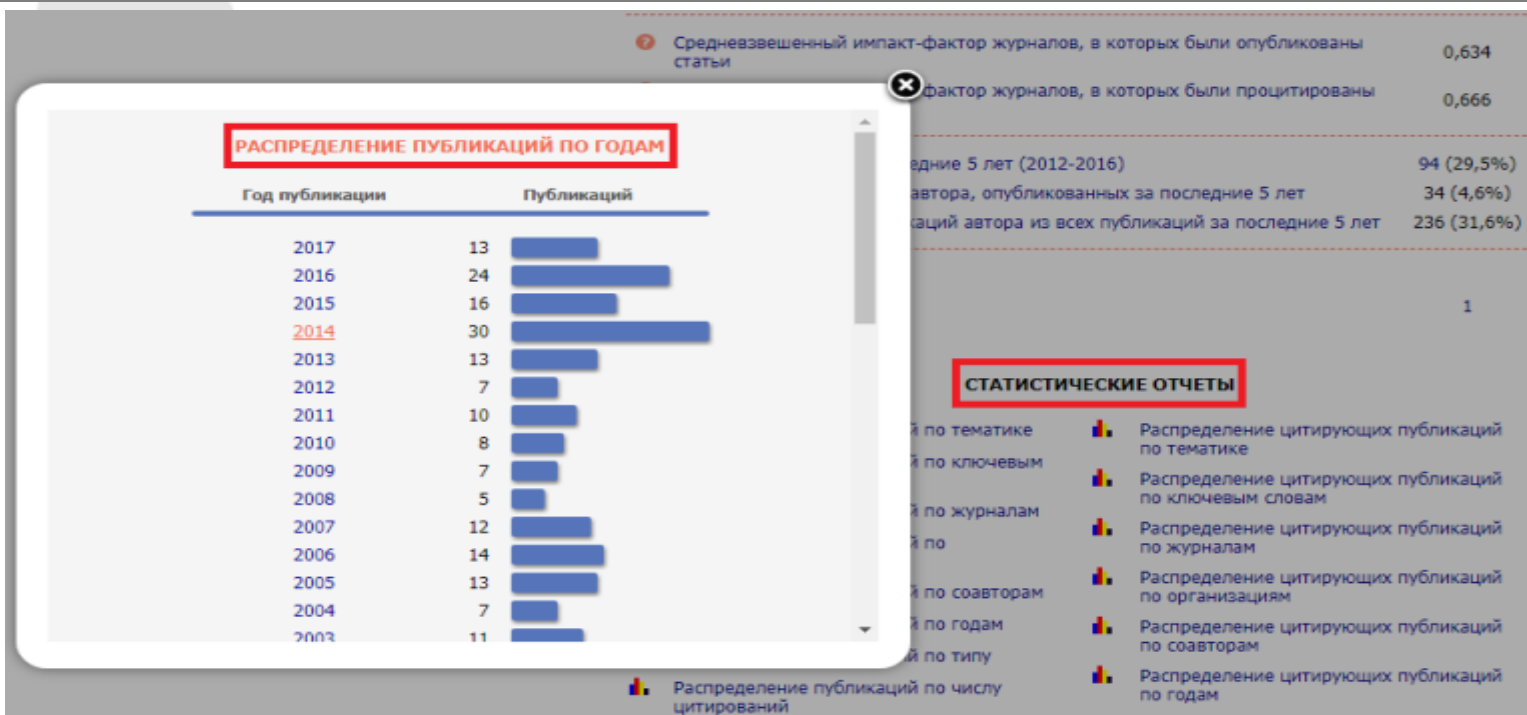 Средневзвешенный импакт-фактор журналов, в которых были опубликованы
статьи
0,634
фактор журналов, в которых были процитированы
0,666
РАСПРЕДЕЛЕНИЕ ПУБЛИКАЦИЙ ПО ГОДАМ
Год публикации Публикаций
2017 13
2016 24
2015 16
2014 30
2013 13
2012 7
2011 10
2010 8
2009 7
2008 5
2007 12
2006 14
2005 13
2004 7
2003 11
последние 5 лет (2012-2016) 94 (29,5%)
автора, опубликованных за последние 5 лет 34 (4,6%)
автора из всех публикаций за последние 5 лет 236 (31,6%)
1
СТАТИСТИЧЕСКИЕ ОТЧЕТЫ
по тематике
по ключевым
по журналам
по
по соавторам
по годам
по типу
Распределение публикаций по числу
цитирований
Распределение цитирующих публикаций
по тематике
Распределение цитирующих публикаций
по ключевым словам
Распределение цитирующих публикаций
по журналам
Распределение цитирующих публикаций
по организациям
Распределение цитирующих публикаций
по соавторам
Распределение цитирующих публикаций
по годам